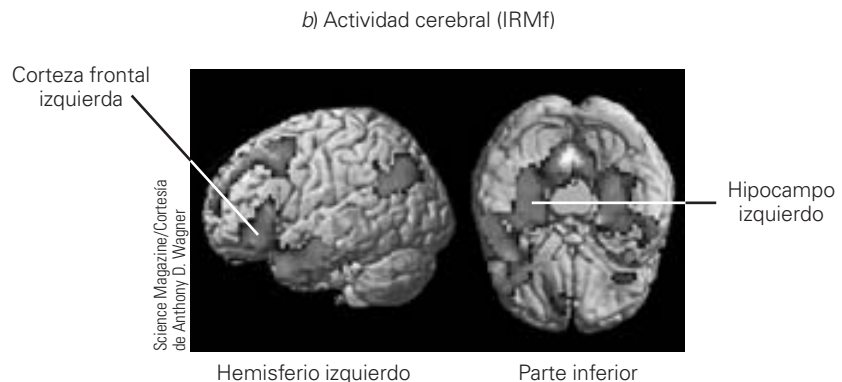 b) Actividad cerebral (IRMf)
Corteza frontal
izquierda
Hipocampo
izquierdo
Science Magazine/Cortesía
de Anthony D. Wagner
Hemisferio izquierdo
Parte inferior